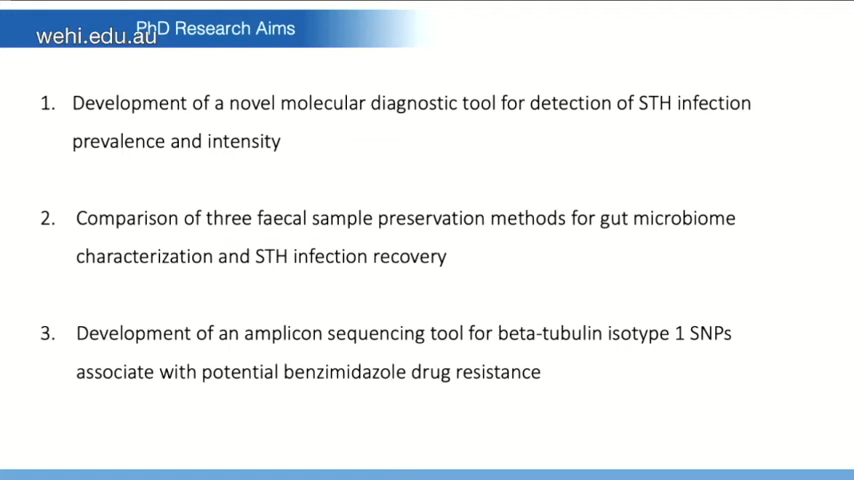 PhD Research Aims
wehi.edu.au
1. Development of a novel molecular diagnostic tool for detection of STH infection
prevalence and intensity
2. Comparison of three faecal sample preservation methods for gut microbiome
characterization and STH infection recovery
3. Development of an amplicon sequencing tool for beta-tubulin isotype 1 SNPs
associate with potential benzimidazole drug resistance